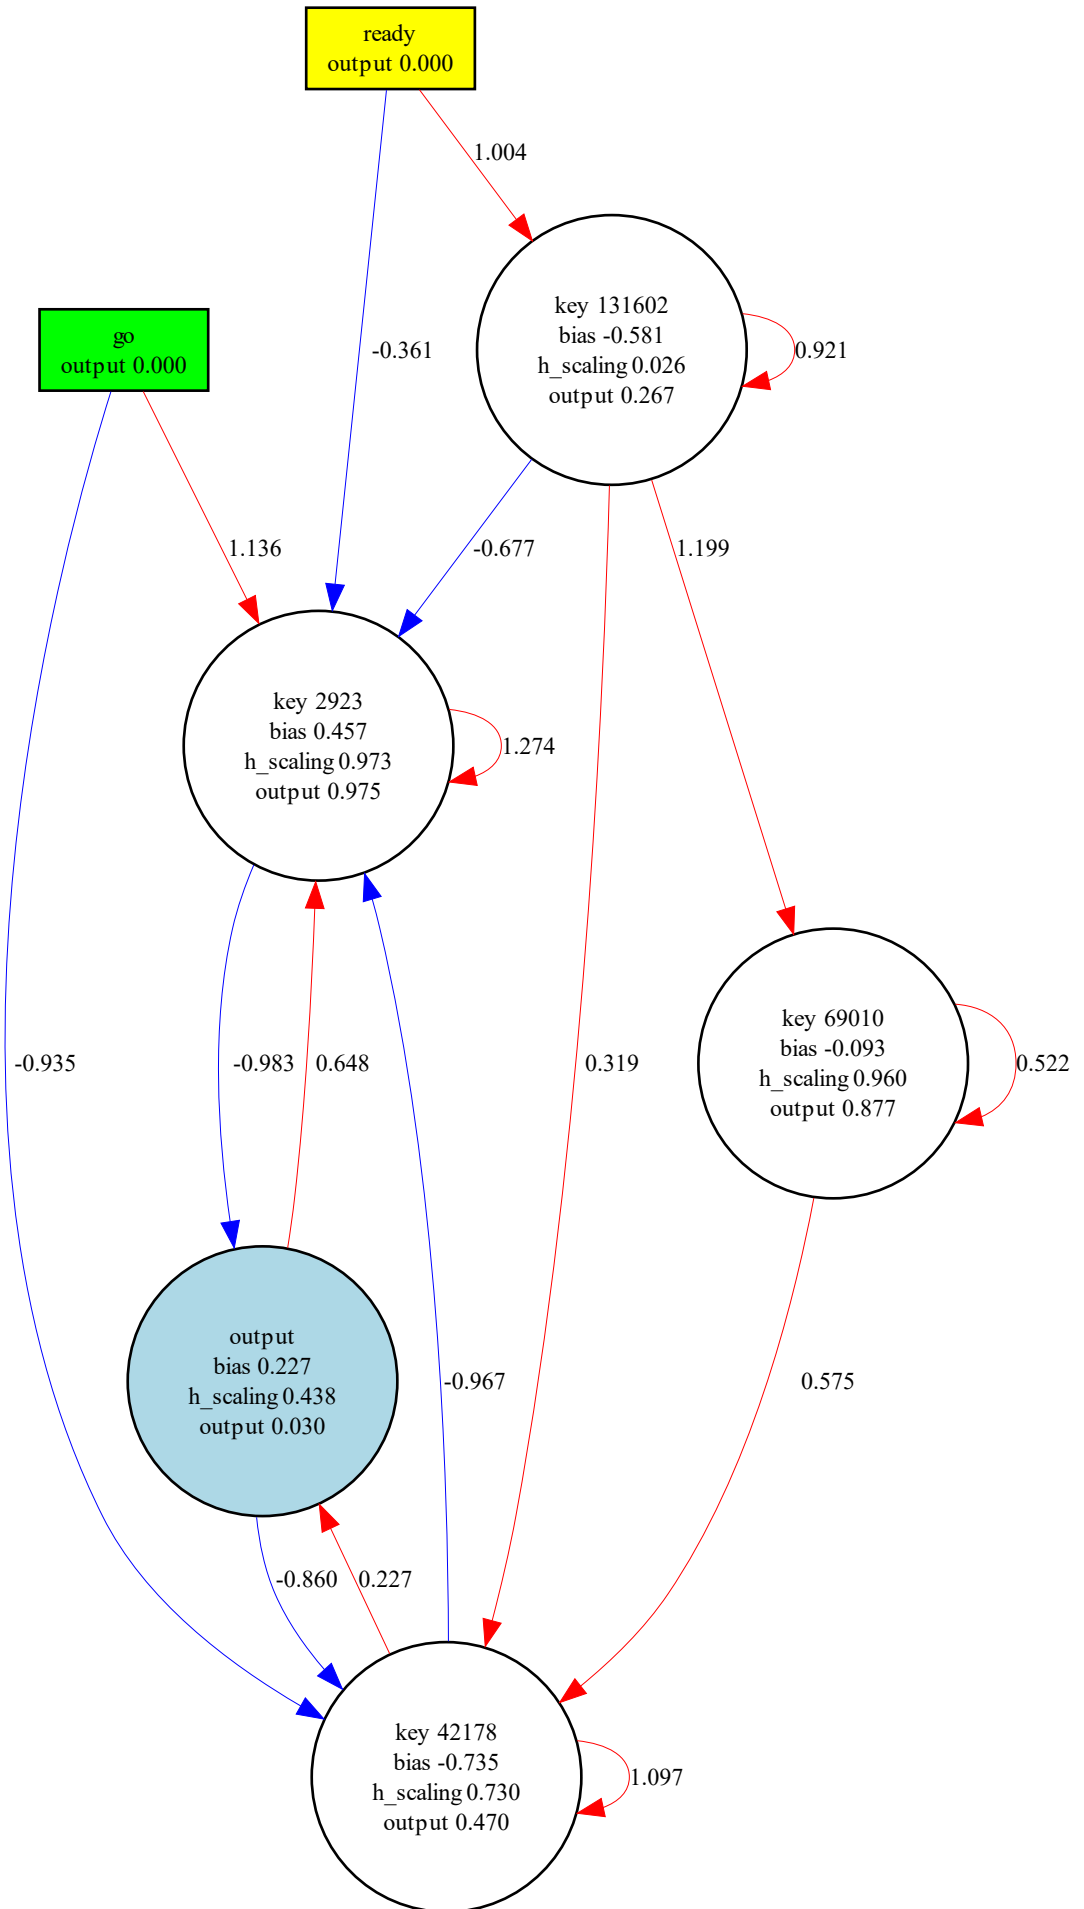 ready
output 0.000
1.004
key 131602
bias -0.581
h_scaling 0.026
output 0.267
0.921
go
output 0.000
-0.361
1.136
-0.677
1.199
key 2923
bias 0.457
h_scaling 0.973
output 0.975
1.274
key 69010
bias -0.093
h_scaling 0.960
output 0.877
0.522
-0.935
-0.983
0.648
0.319
output
bias 0.227
h_scaling 0.438
output 0.030
-0.967
0.575
-0.860
0.227
key 42178
bias -0.735
h_scaling 0.730
output 0.470
1.097